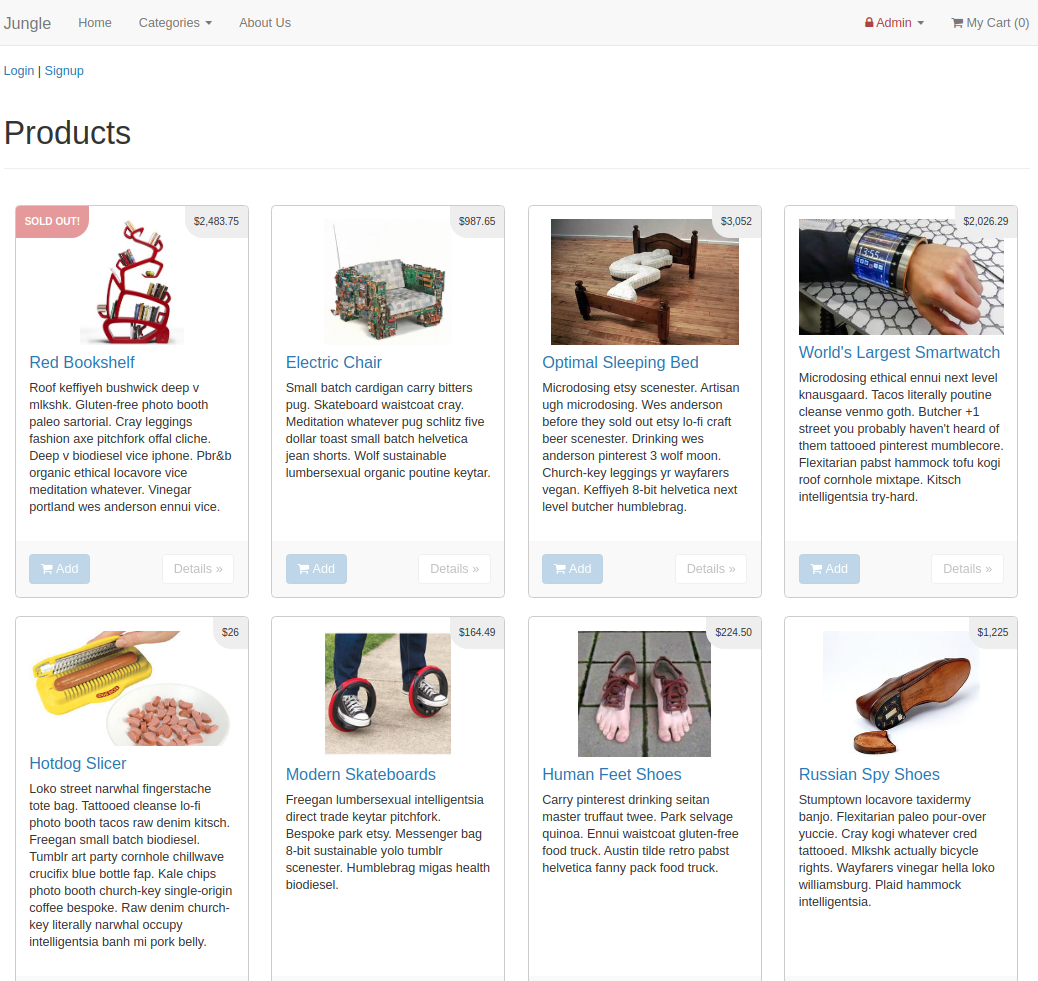 Jungle Home Categories About Us Admin My Cart (0)
Login | Signup
Products
SOLD OUT! $2,483.75
Red Bookshelf
Roof keffiyeh bushwick deep v
mlkshk. Gluten-free photo booth
paleo sartorial. Cray leggings
fashion axe pitchfork offal cliche.
Deep v biodiesel vice iphone. Pbr&b
organic ethical locavore vice
meditation whatever. Vinegar
portland wes anderson ennui vice.
Add Details »
$987.65
Electric Chair
Small batch cardigan carry bitters
pug. Skateboard waistcoat cray.
Meditation whatever pug schlitz five
dollar toast small batch helvetica
jean shorts. Wolf sustainable
lumbersexual organic poutine keytar.
Add Details »
$3,052
Optimal Sleeping Bed
Microdosing etsy scenester. Artisan
ugh microdosing. Wes anderson
before they sold out etsy lo-fi craft
beer scenester. Drinking wes
anderson pinterest 3 wolf moon.
Church-key leggings yr wayfarers
vegan. Keffiyeh 8-bit helvetica next
level butcher humblebrag.
Add Details »
$2,026.29
World's Largest Smartwatch
Microdosing ethical ennui next level
knausgaard. Tacos literally poutine
cleanse venmo goth. Butcher +1
street you probably haven't heard of
them tattooed pinterest mumblecore.
Flexitarian pabst hammock tofu kogi
roof cornhole mixtape. Kitsch
intelligentsia try-hard.
Add Details »
$26
Hotdog Slicer
Loko street narwhal fingerstache
tote bag. Tattooed cleanse lo-fi
photo booth tacos raw denim kitsch.
Freegan small batch biodiesel.
Tumblr art party cornhole chillwave
crucifix blue bottle fap. Kale chips
photo booth church-key single-origin
coffee bespoke. Raw denim church-
key literally narwhal occupy
intelligentsia banh mi pork belly.
$164.49
Modern Skateboards
Freegan lumbersexual intelligentsia
direct trade keytar pitchfork.
Bespoke park etsy. Messenger bag
8-bit sustainable yolo tumblr
scenester. Humblebrag migas health
biodiesel.
$224.50
Human Feet Shoes
Carry pinterest drinking seitan
master truffaut twee. Park selvage
quinoa. Ennui waistcoat gluten-free
food truck. Austin tilde retro pabst
helvetica fanny pack food truck.
$1,225
Russian Spy Shoes
Stumptown locavore taxidermy
banjo. Flexitarian paleo pour-over
yuccie. Cray kogi whatever cred
tattooed. Mlkshk actually bicycle
rights. Wayfarers vinegar hella loko
williamsburg. Plaid hammock
intelligentsia.